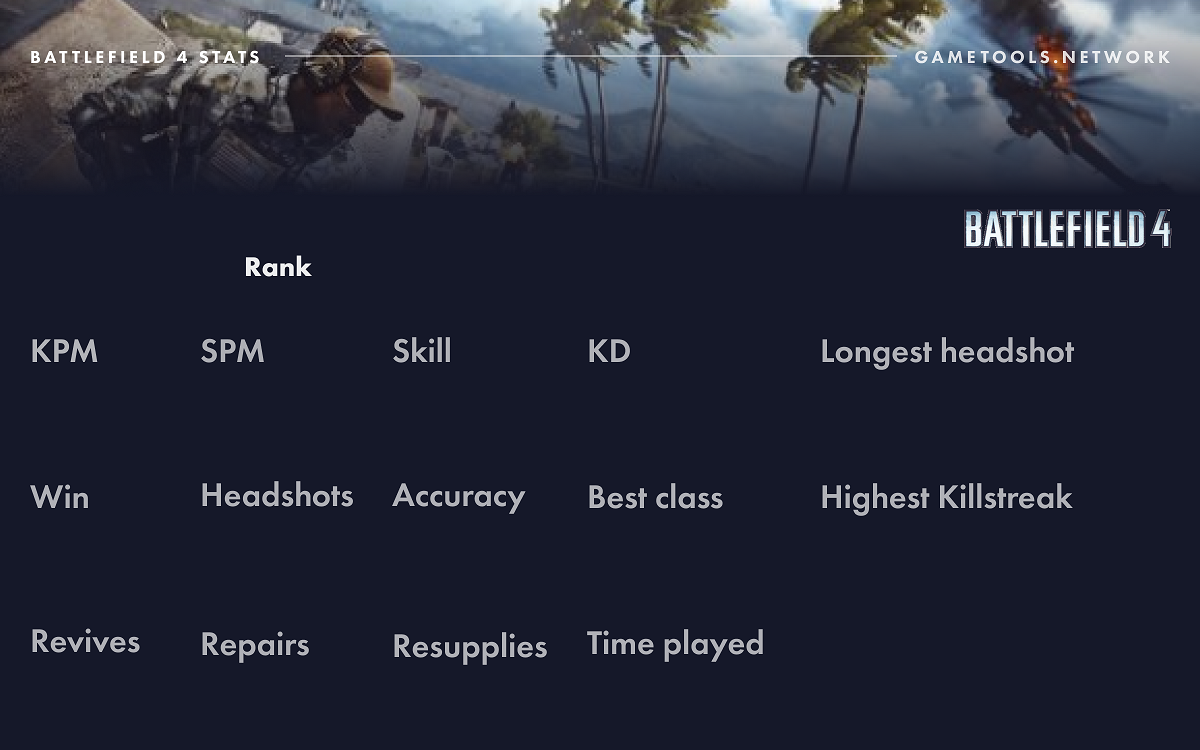 BATTLEFIELD 4 STATS GAMETOOLS.NETWORK
BATTLEFIELD 4
Rank
KPM SPM Skill KD Longest headshot
Win Headshots Accuracy Best class Highest Killstreak
Revives Repairs Resupplies Time played